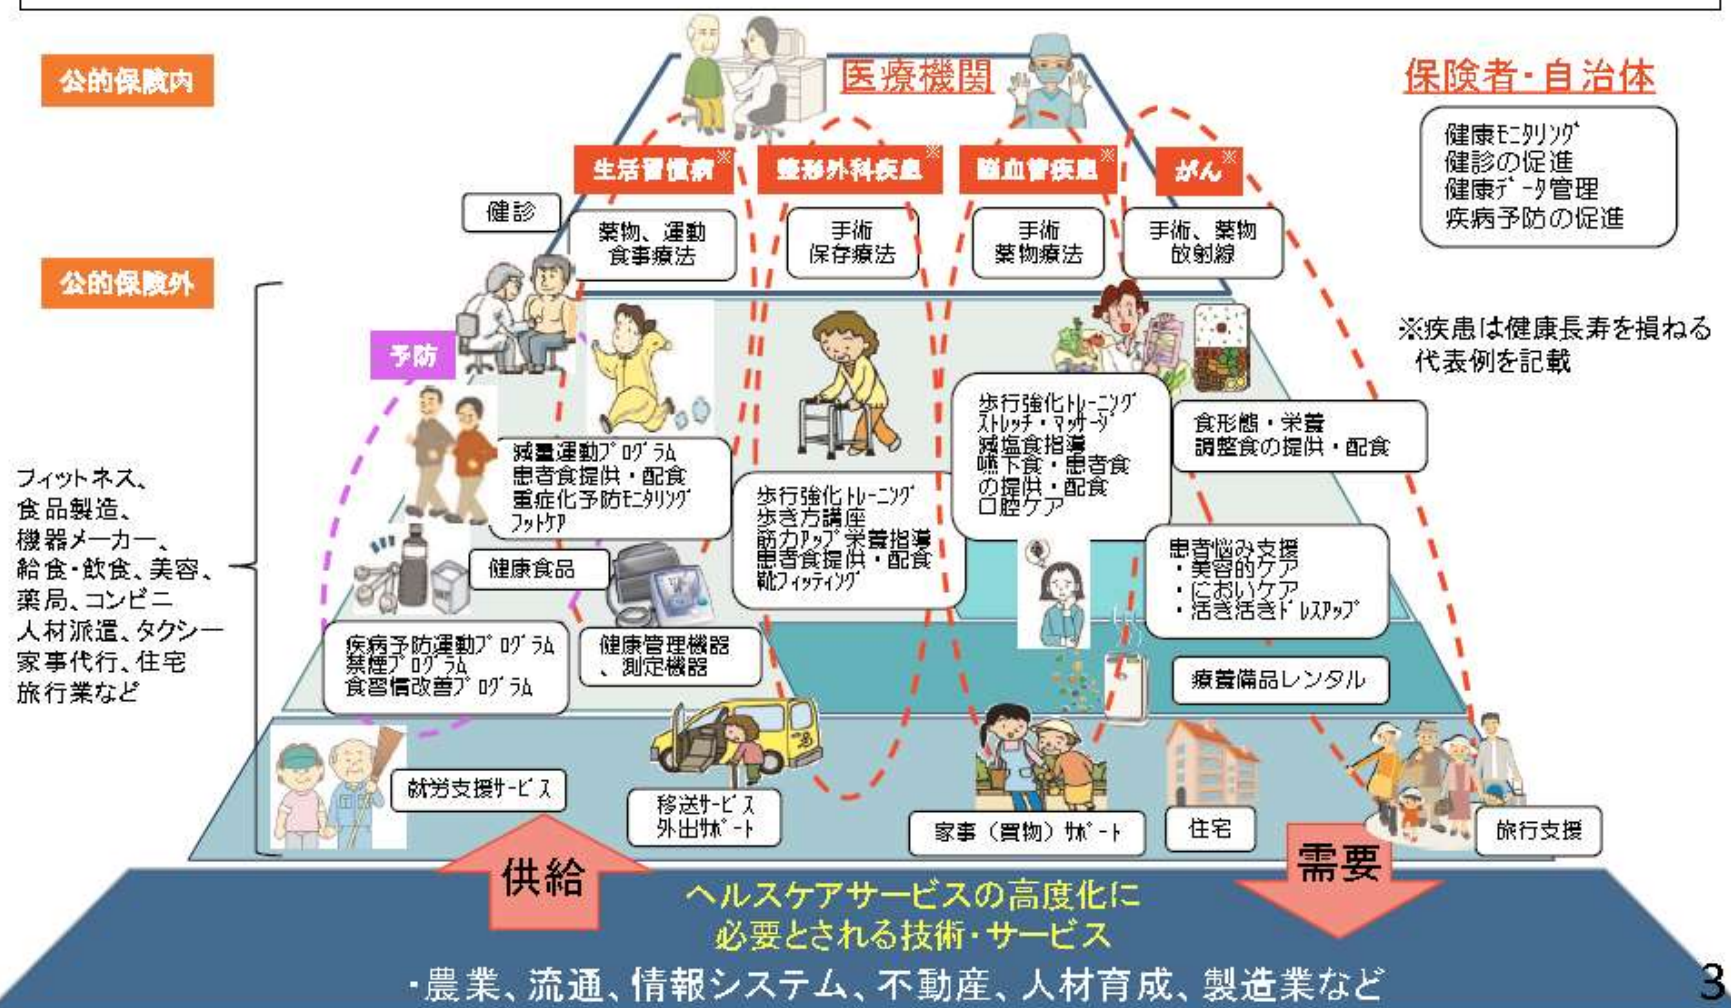 公的保険内
医療機関
保険者・自治体
健康ﾓﾆﾀﾘﾝｸﾞ
健診の促進
健康ﾃﾞｰﾀ管理
疾病予防の促進
生活習慣病※
整形外科疾患※
脳血管疾患※
がん※
健診
薬物、運動
食事療法
手術
保存療法
手術
薬物療法
手術、薬物
放射線
公的保険外
※疾患は健康長寿を損ねる
代表例を記載
予防
減量運動ﾌﾟﾛｸﾞﾗﾑ
患者食提供・配食
重症化予防ﾓﾆﾀﾘﾝｸﾞ
ﾌｯﾄｹｱ
歩行強化ﾄﾚｰﾆﾝｸﾞ
歩き方講座
筋力ｱｯﾌﾟ栄養指導
患者食提供・配食
靴ﾌｨｯﾃｨﾝｸﾞ
歩行強化ﾄﾚｰﾆﾝｸﾞ
ｽﾄﾚｯﾁ・ﾏｯｻｰｼﾞ
減塩食指導
嚥下食・患者食
の提供・配食
口腔ケア
食形態・栄養
調整食の提供・配食
患者悩み支援
・美容的ケア
・においケア
・活き活きﾄﾞﾚｽｱｯﾌﾟ
フィットネス、
食品製造、
機器メーカー、
給食・飲食、美容、
薬局、コンビニ
人材派遣、タクシー
家事代行、住宅
旅行業など
健康食品
疾病予防運動ﾌﾟﾛｸﾞﾗﾑ
禁煙ﾌﾟﾛｸﾞﾗﾑ
食習慣改善ﾌﾟﾛｸﾞﾗﾑ
健康管理機器
、測定機器
療養備品レンタル
就労支援ｻｰﾋﾞｽ
移送ｻｰﾋﾞｽ
外出ｻﾎﾟｰﾄ
家事（買物）ｻﾎﾟｰﾄ
住宅
旅行支援
供給
需要
ヘルスケアサービスの高度化に
必要とされる技術・サービス
・農業、流通、情報システム、不動産、人材育成、製造業など
3